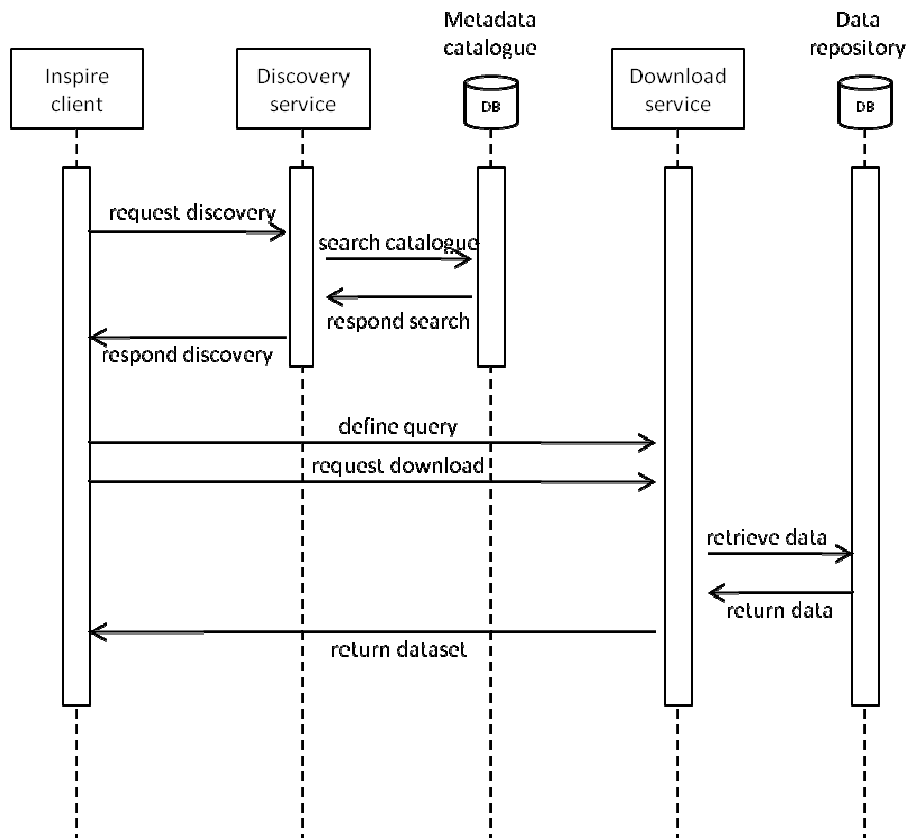 Metadata
catalogue
Data
repository
Inspire
client
Discovery
service
DB
Download
service
DB
request discovery
search catalogue
respond search
respond discovery
define query
request download
retrieve data
return data
return dataset